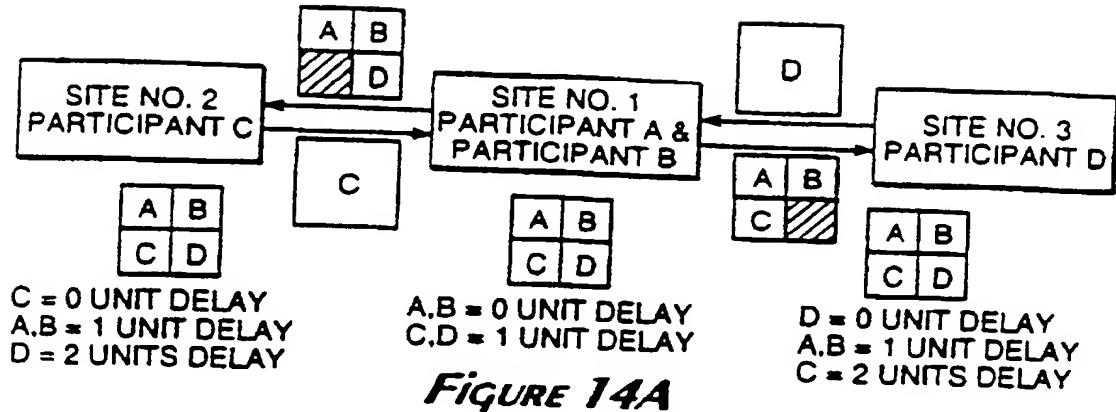 A B
D
D
SITE NO. 2
PARTICIPANT C
SITE NO. 1
PARTICIPANT A &
PARTICIPANT B
SITE NO. 3
PARTICIPANT D
C
A B
C
A B
C D
A B
C D
A B
C D
C = 0 UNIT DELAY
A,B = 1 UNIT DELAY
D = 2 UNITS DELAY
A,B = 0 UNIT DELAY
C,D = 1 UNIT DELAY
D = 0 UNIT DELAY
A,B = 1 UNIT DELAY
C = 2 UNITS DELAY
FIGURE 14A